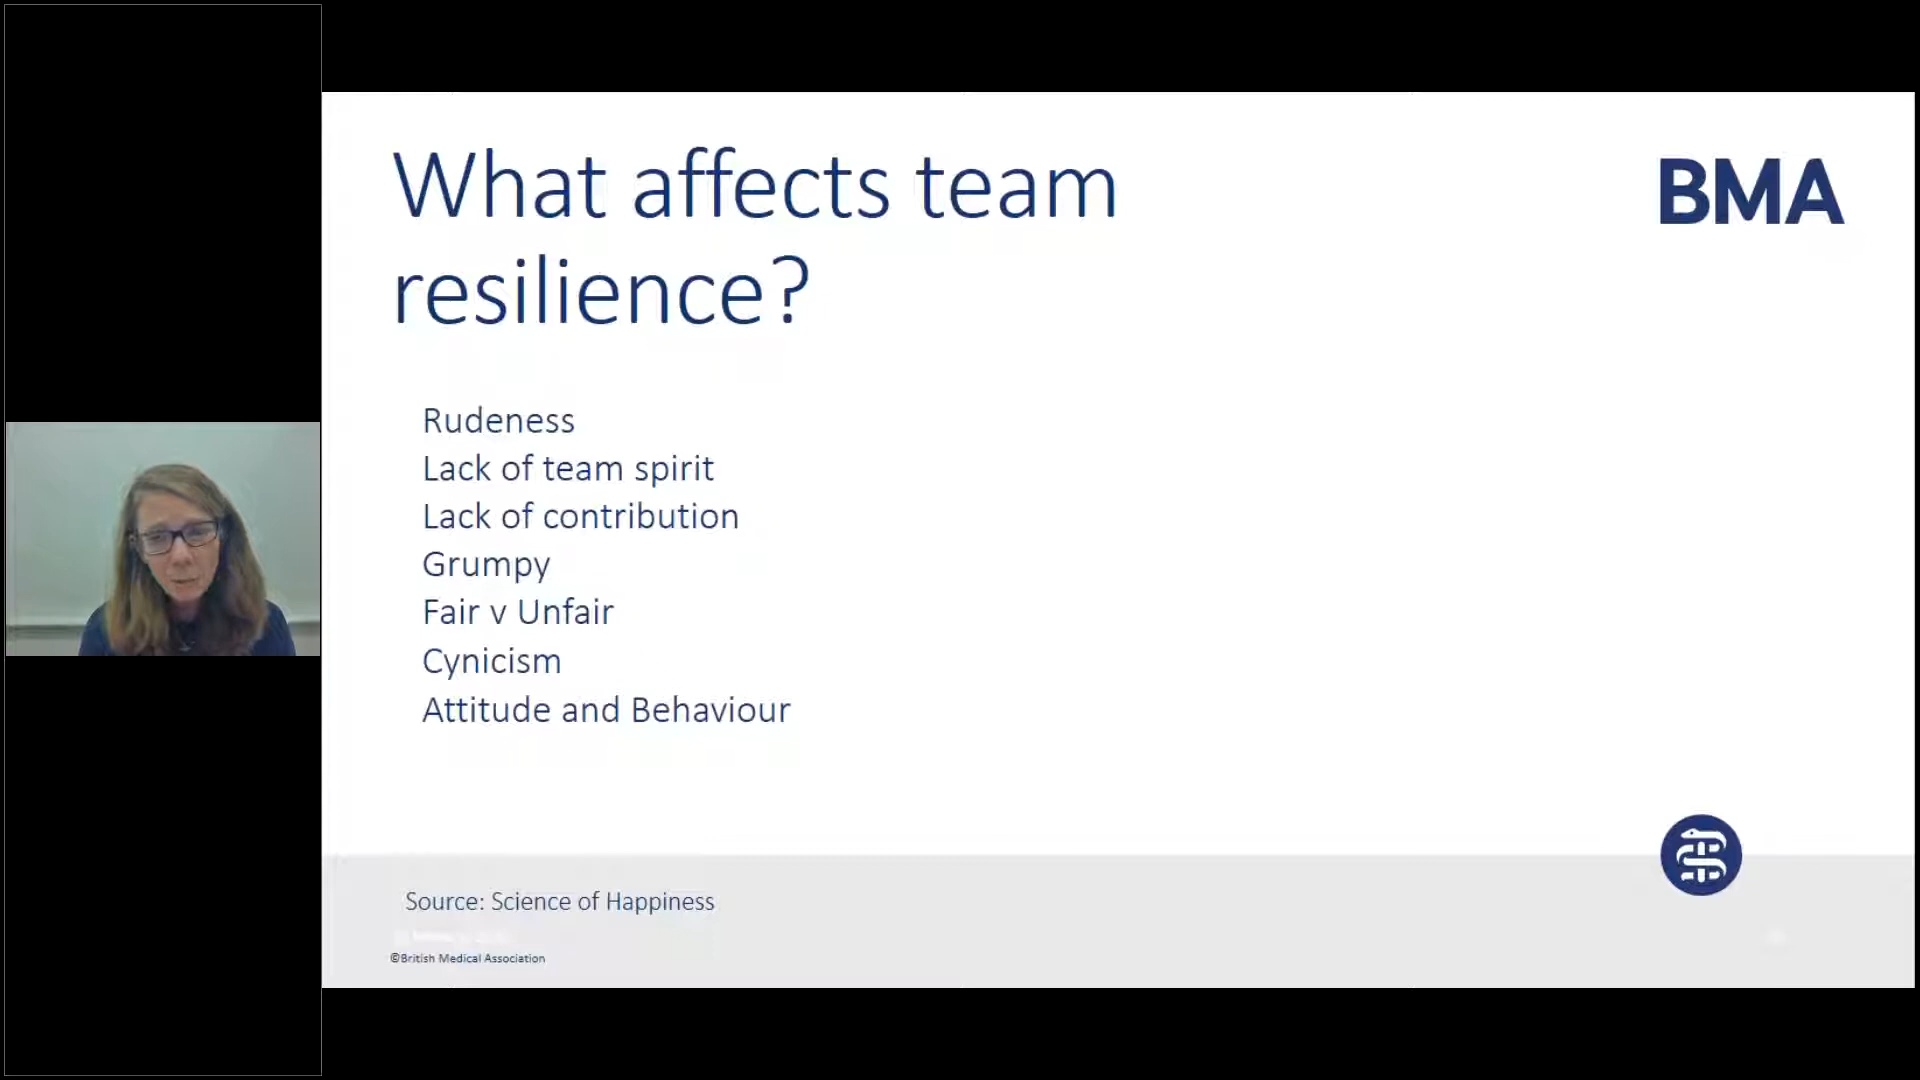 What affects team
resilience?
BMA
Rudeness
Lack of team spirit
Lack of contribution
Grumpy
Fair v Unfair
Cynicism
Attitude and Behaviour
Source: Science of Happiness
©British Medical Association